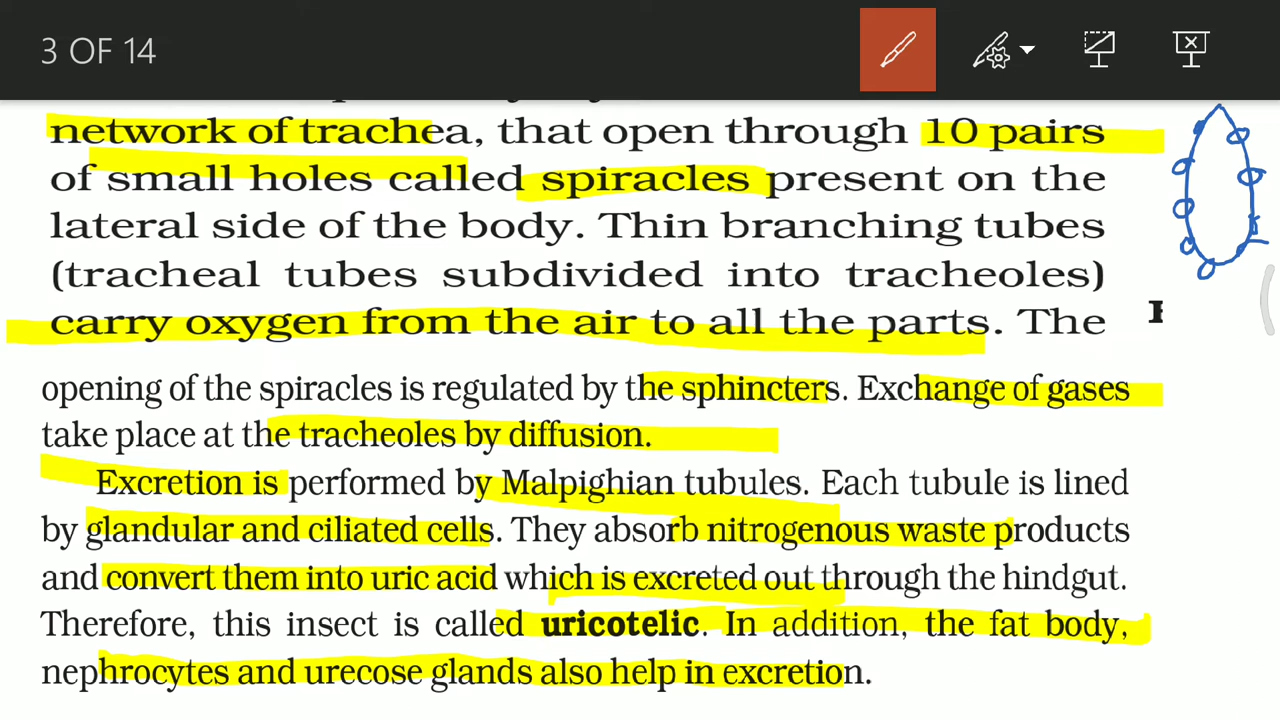 3 OF 14
network of trachea, that open through 10 pairs
of small holes called spiracles present on the
lateral side of the body. Thin branching tubes
(tracheal tubes subdivided into tracheoles)
carry oxygen from the air to all the parts. The
opening of the spiracles is regulated by the sphincters. Exchange of gases
take place at the tracheoles by diffusion.
Excretion is performed by Malpighian tubules. Each tubule is lined
by glandular and ciliated cells. They absorb nitrogenous waste products
and convert them into uric acid which is excreted out through the hindgut.
Therefore, this insect is called uricotelic. In addition, the fat body,
nephrocytes and urecose glands also help in excretion.